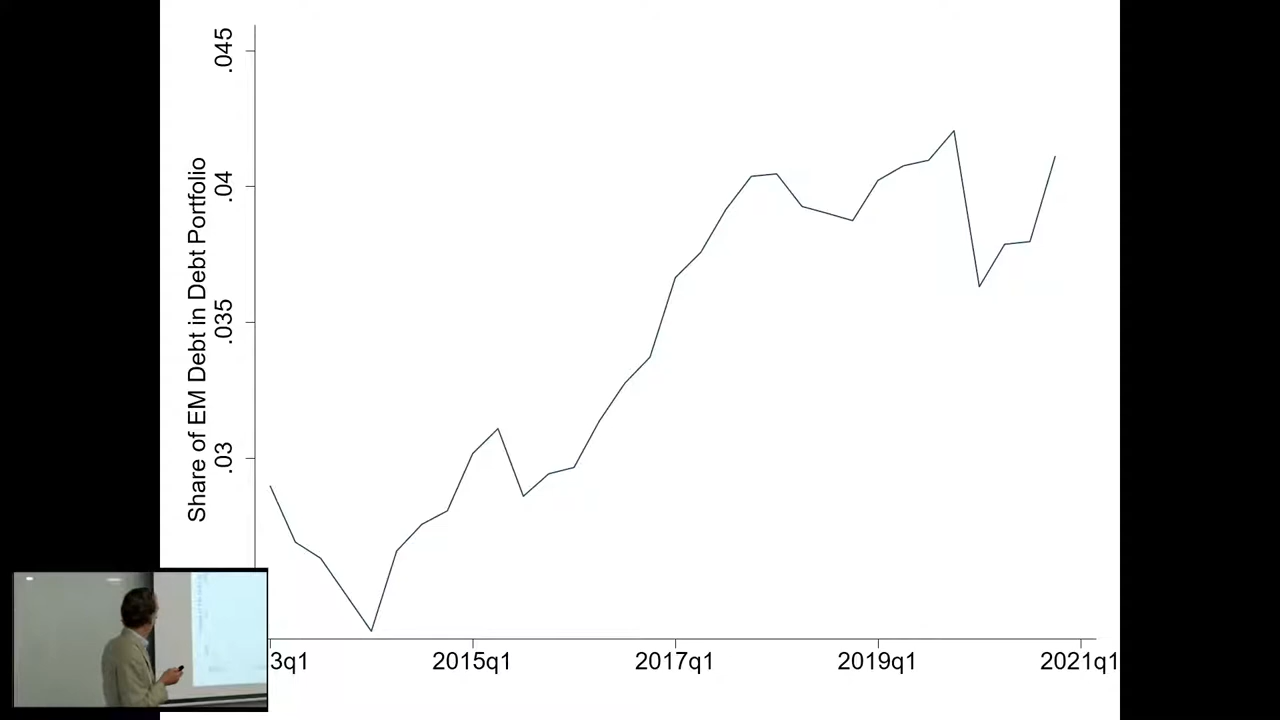 .045
.04
.035
.03
Share of EM Debt in Debt Portfolio
3q1
2015q1
2017q1
2019q1
2021q1